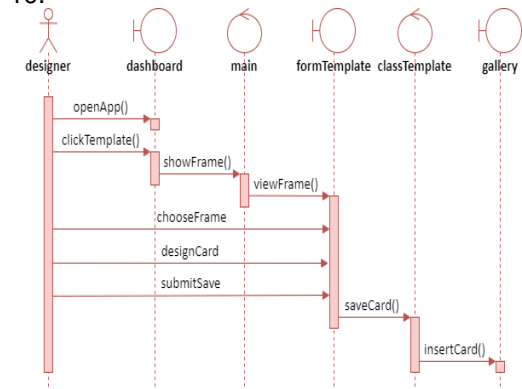 designer dashboard main formTemplate classTemplate gallery
openApp()
clickTemplate()
showFrame()
viewFrame()
chooseFrame
designCard
submitSave
saveCard()
insertCard()